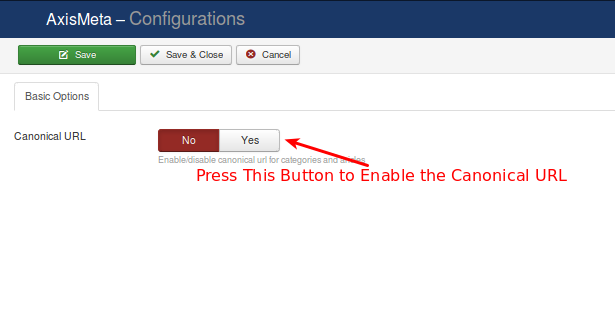 AxisMeta – Configurations
Save Save & Close Cancel
Basic Options
Canonical URL No Yes
Enable/disable canonical url for categories and
Press This Button to Enable the Canonical URL